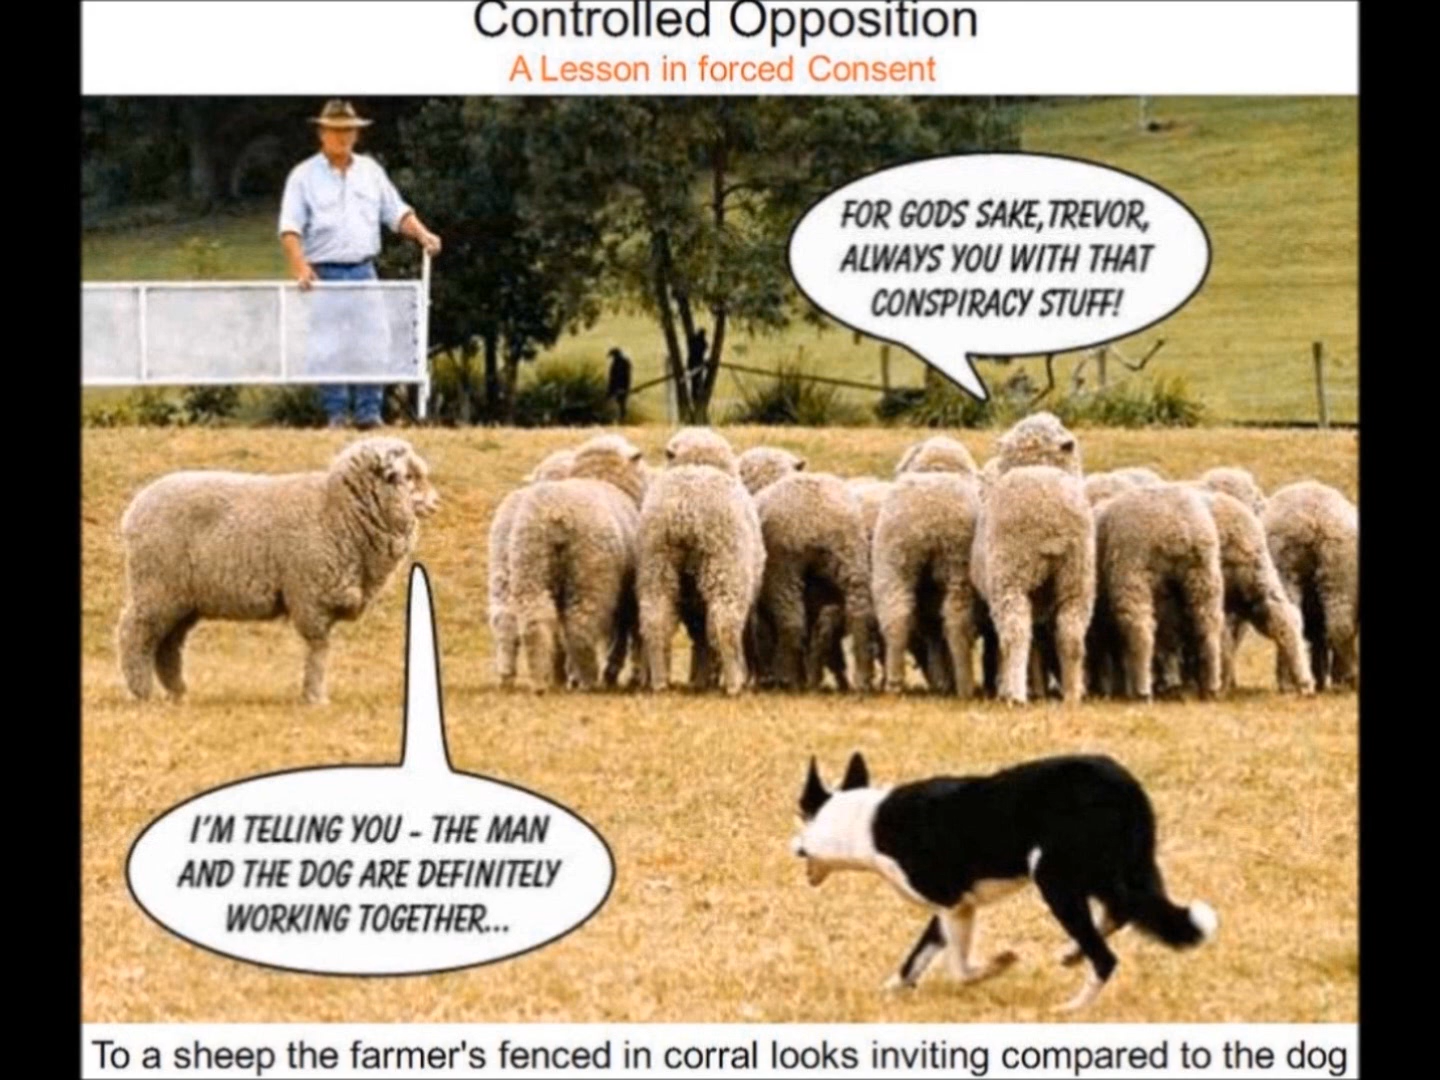 Controlled Opposition
A Lesson in forced Consent
FOR GODS SAKE, TREVOR,
ALWAYS YOU WITH THAT
CONSPIRACY STUFF!
I'M TELLING YOU - THE MAN
AND THE DOG ARE DEFINITELY
WORKING TOGETHER...
To a sheep the farmer's fenced in corral looks inviting compared to the dog